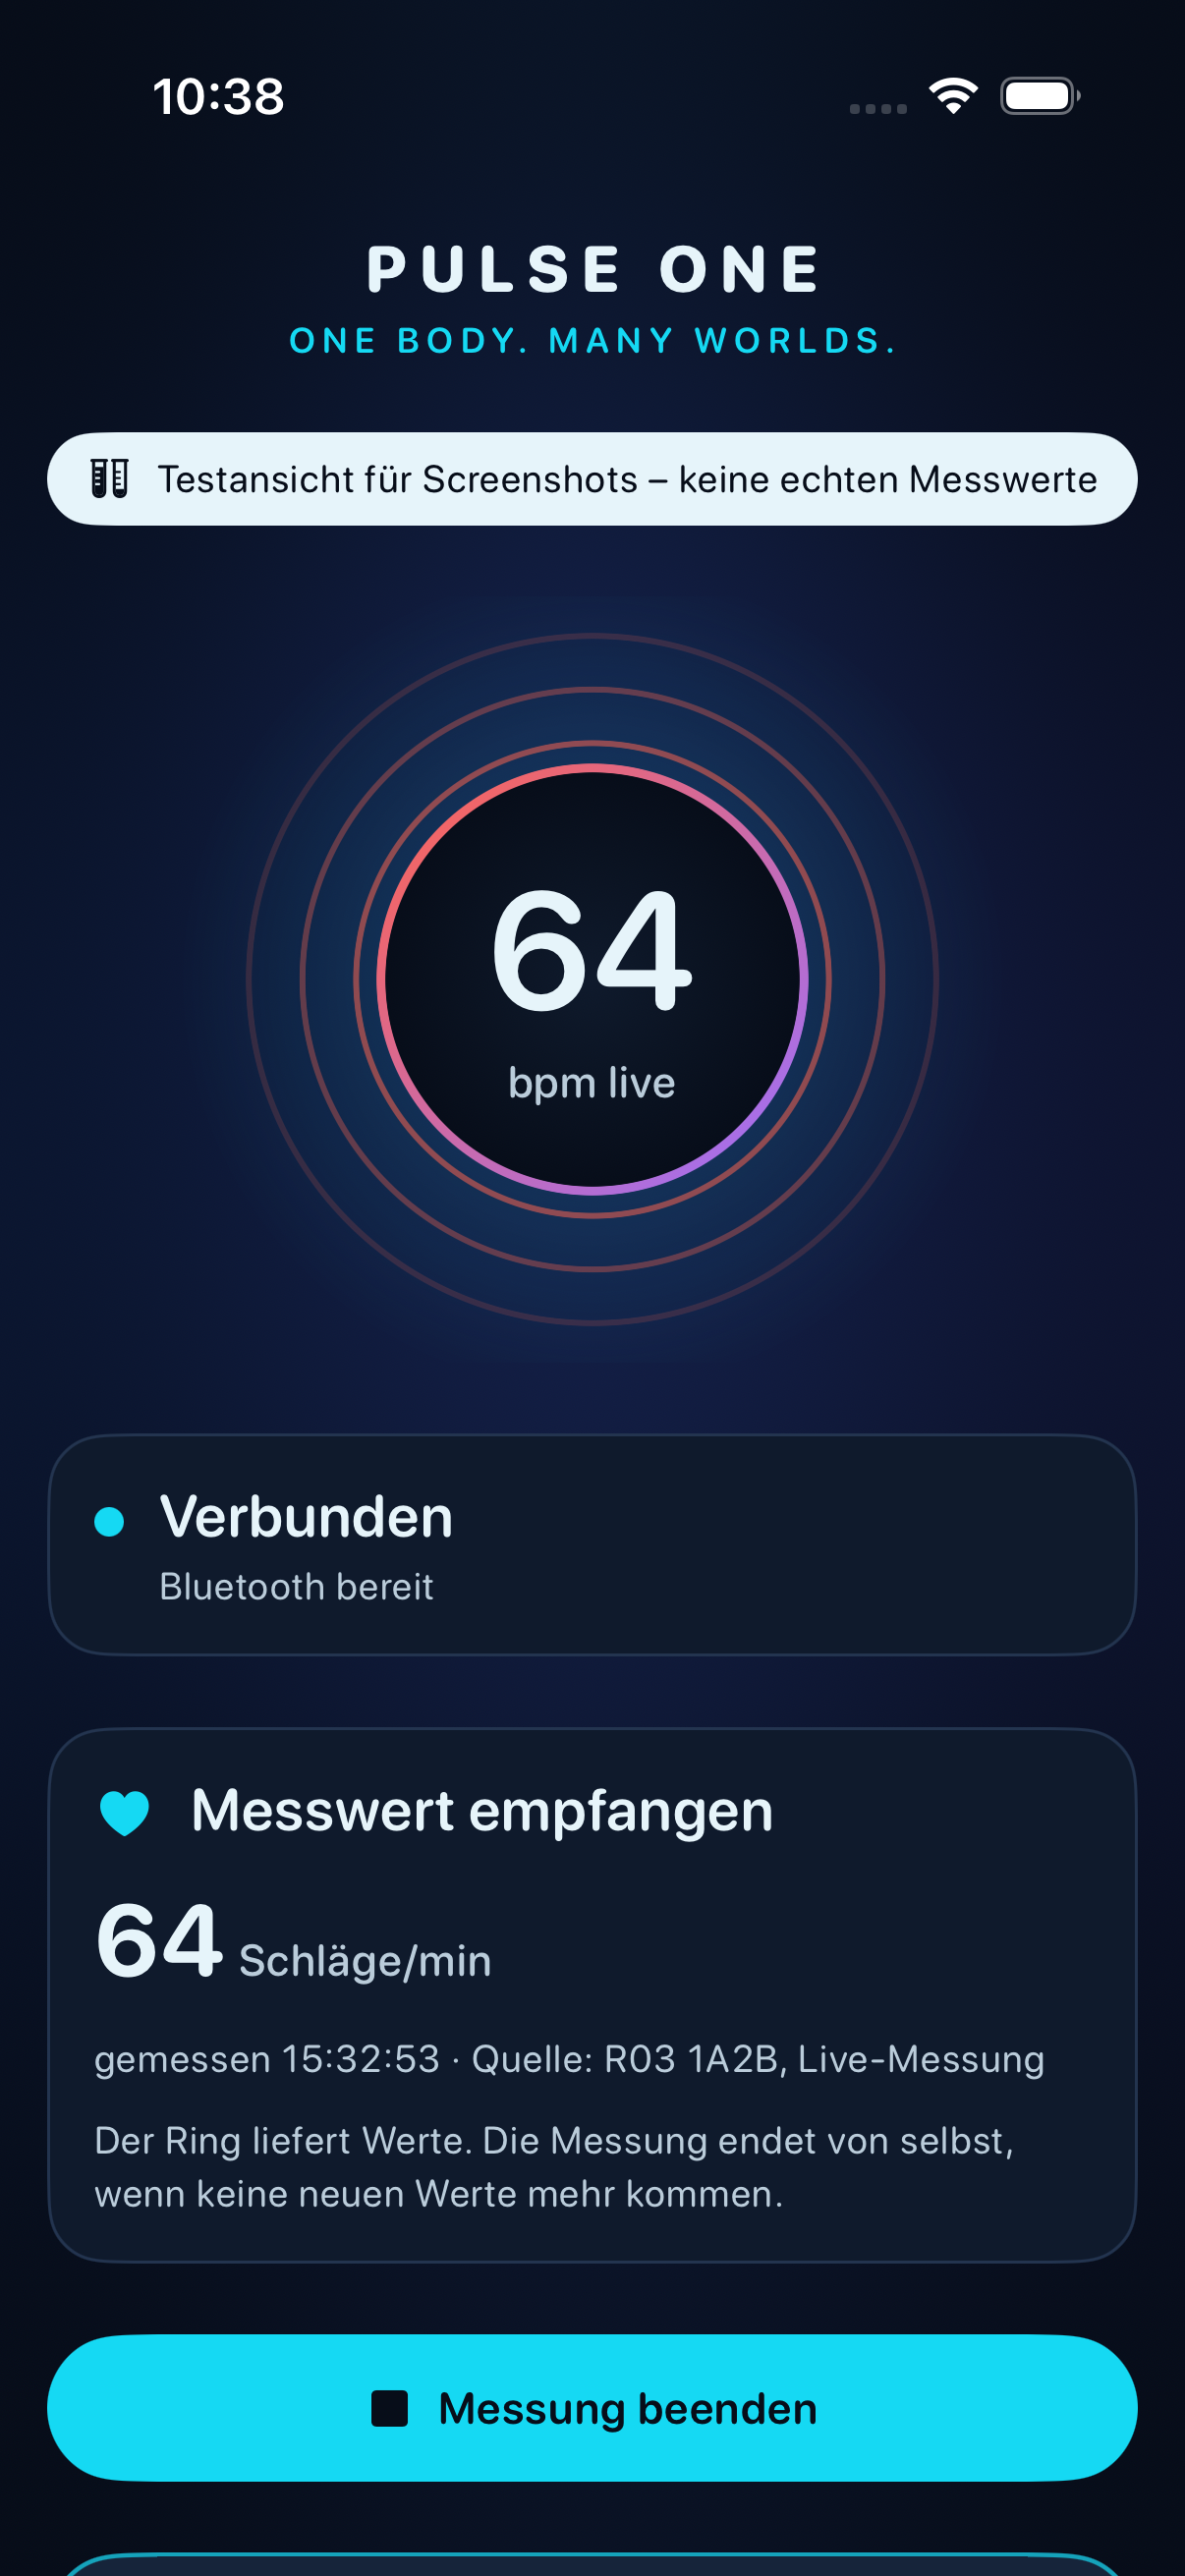 10:38
PULSE ONE
ONE BODY. MANY WORLDS.
Testansicht für Screenshots – keine echten Messwerte
64
bpm live
Verbunden
Bluetooth bereit
Messwert empfangen
64 Schläge/min
gemessen 15:32:53 · Quelle: R03 1A2B, Live-Messung
Der Ring liefert Werte. Die Messung endet von selbst,
wenn keine neuen Werte mehr kommen.
Messung beenden